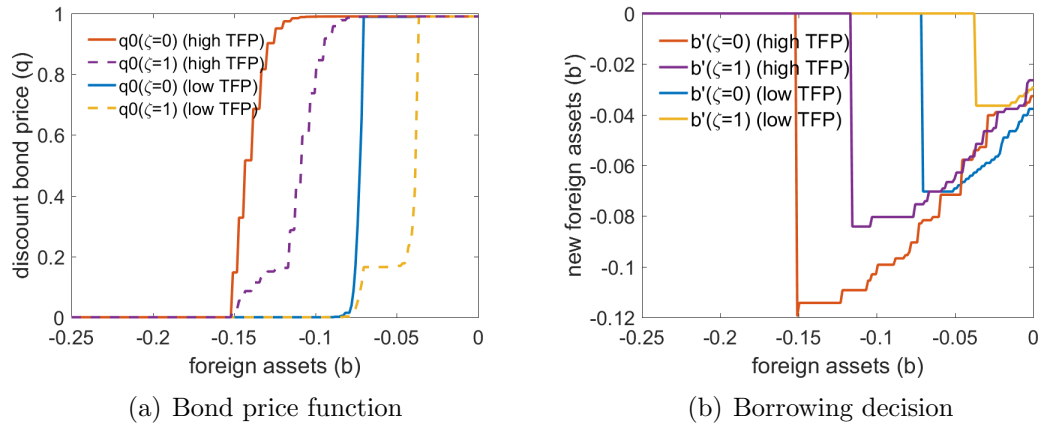 1
0.8
0.6
0.4
0.2
0
discount bond price (q)
q0(ζ=0) (high TFP)
q0(ζ=1) (high TFP)
q0(ζ=0) (low TFP)
q0(ζ=1) (low TFP)
-0.25 -0.2 -0.15 -0.1 -0.05 0
foreign assets (b)
(a) Bond price function
0
-0.02
-0.04
-0.06
-0.08
-0.1
-0.12
new foreign assets (b')
b'(ζ=0) (high TFP)
b'(ζ=1) (high TFP)
b'(ζ=0) (low TFP)
b'(ζ=1) (low TFP)
-0.25 -0.2 -0.15 -0.1 -0.05 0
foreign assets (b)
(b) Borrowing decision